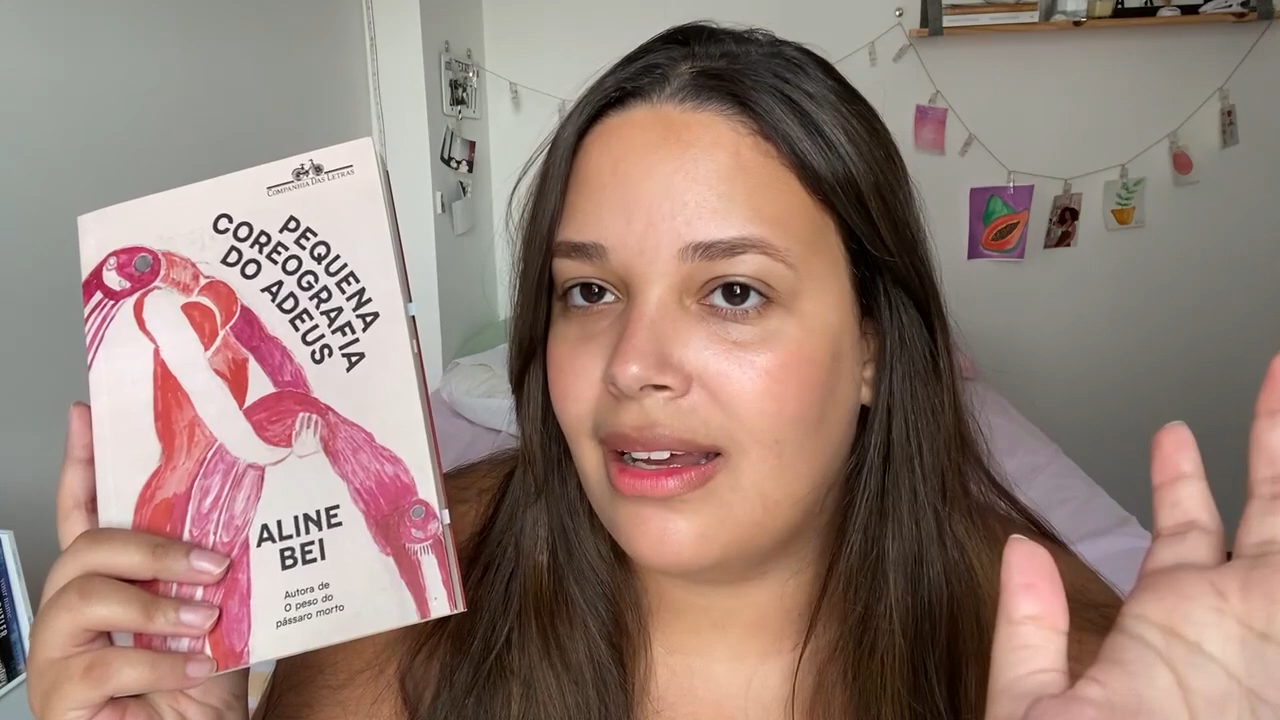 COMPANHIA DAS LETRAS
PEQUENA
COREOGRAFIA
DO ADEUS
ALINE
BEI
Autora de
O peso do
pássaro morto